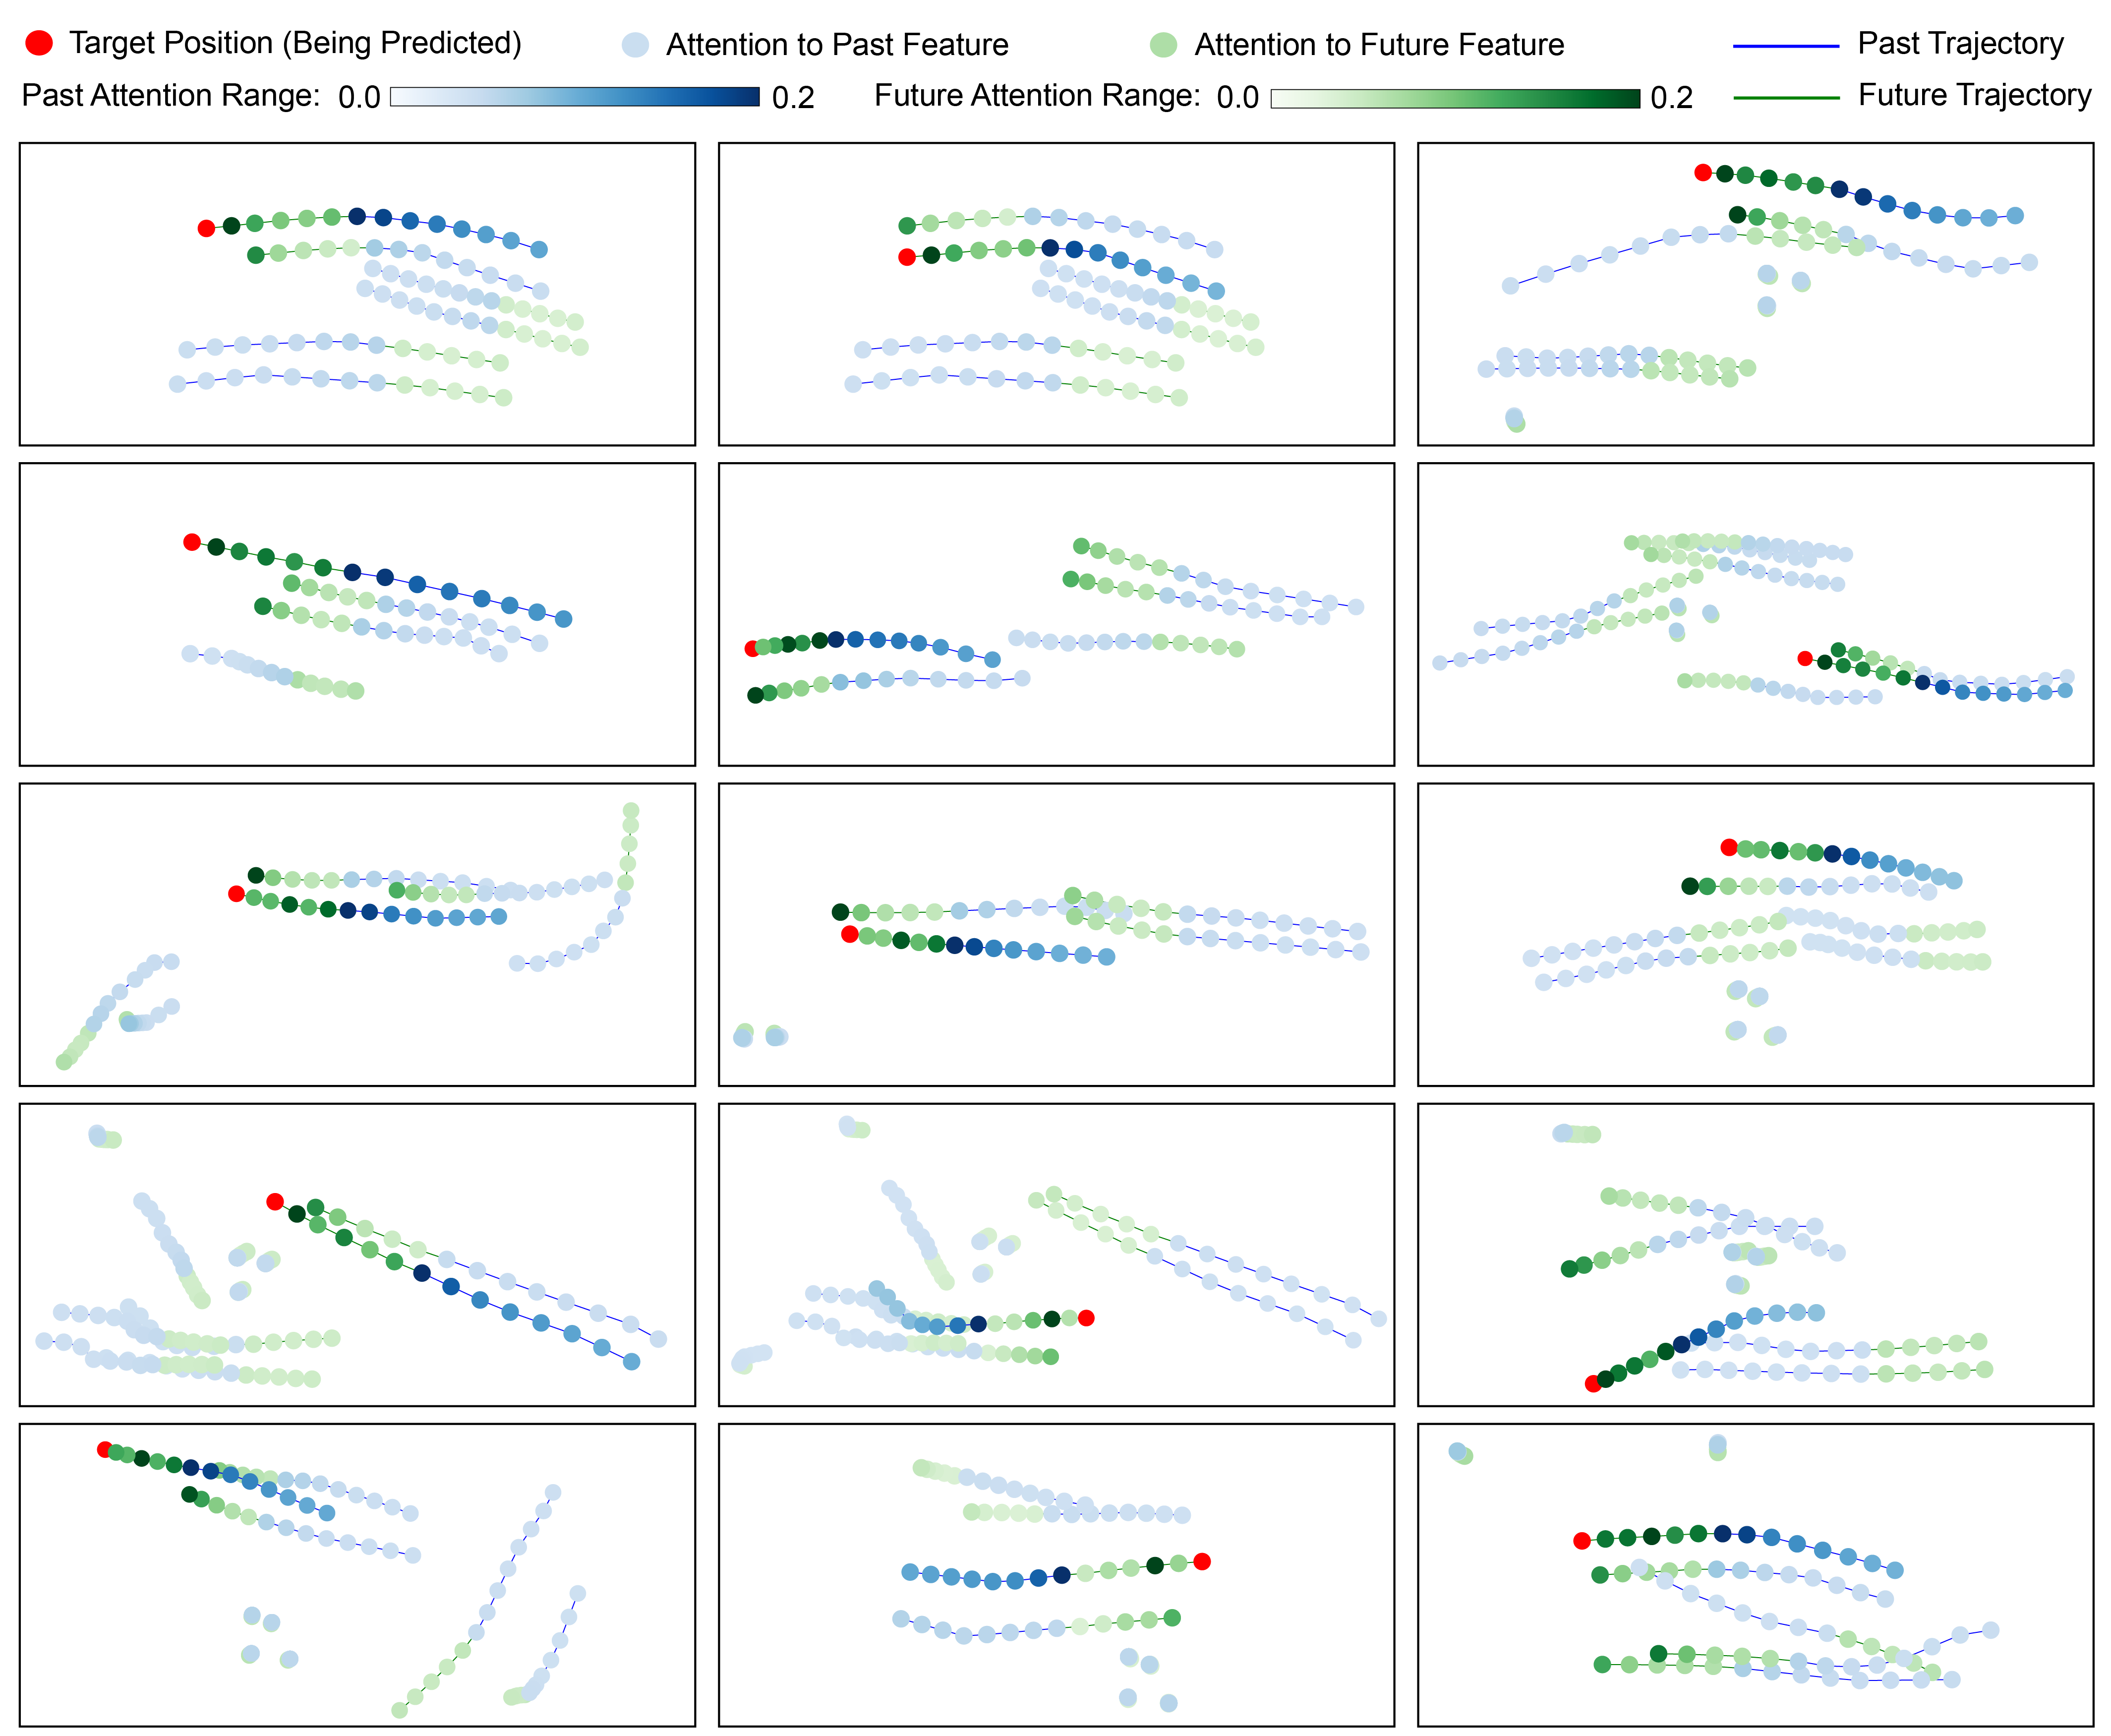 Target Position (Being Predicted) Attention to Past Feature Attention to Future Feature Past Trajectory
Past Attention Range: 0.0 0.2 Future Attention Range: 0.0 0.2 Future Trajectory